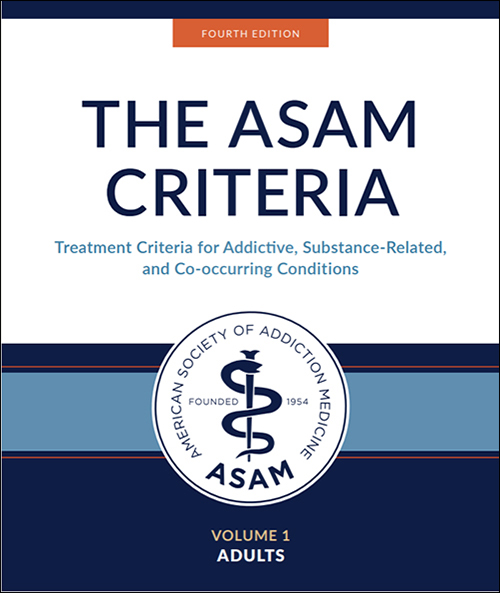 FOURTH EDITION
THE ASAM
CRITERIA
Treatment Criteria for Addictive, Substance-Related,
and Co-occurring Conditions
AMERICAN SOCIETY OF ADDICTION MEDICINE
FOUNDED 1954
ASAM
VOLUME 1
ADULTS